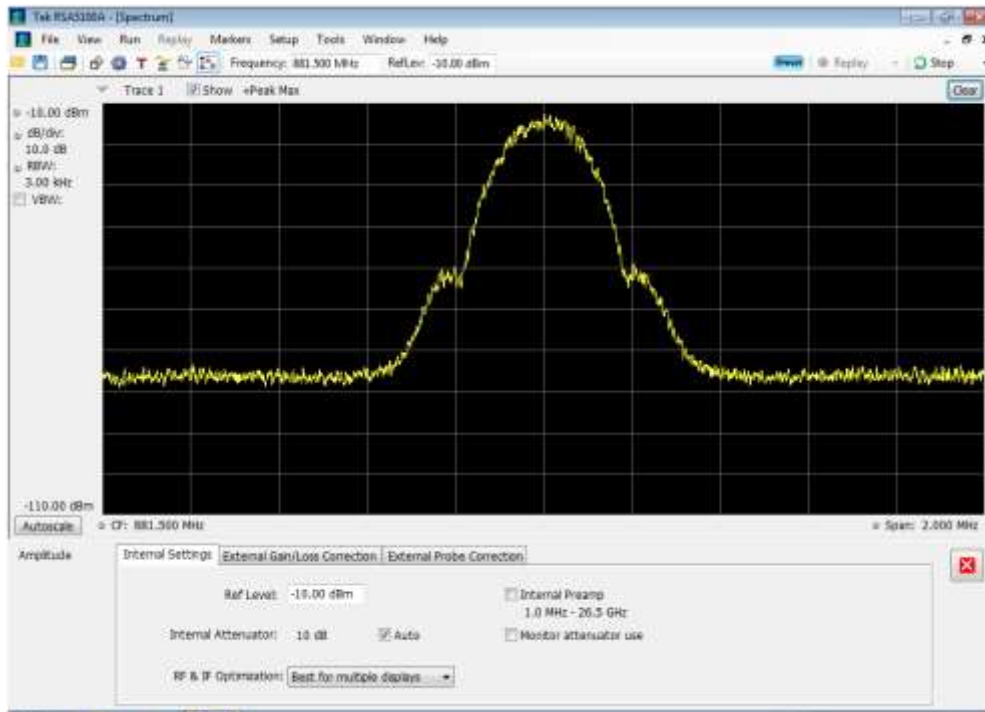 Tek RSA5100A - [Spectrum]
File View Run Replay Markers Setup Tools Window Help
Frequency: 881.500 MHz RefLev: -10.00 dBm Preset Replay Stop
Trace 1 Show +Peak Max Clear
-10.00 dBm
dB/div:
10.0 dB
RBW:
3.00 kHz
VBW:
-110.00 dBm
Autoscale CF: 881.500 MHz Span: 2.000 MHz
Amplitude Internal Settings External Gain/Loss Correction External Probe Correction
Ref Level: -10.00 dBm Internal Preamp
1.0 MHz - 26.5 GHz
Internal Attenuator: 10 dB Auto Monitor attenuator use
RF & IF Optimization: Best for multiple displays